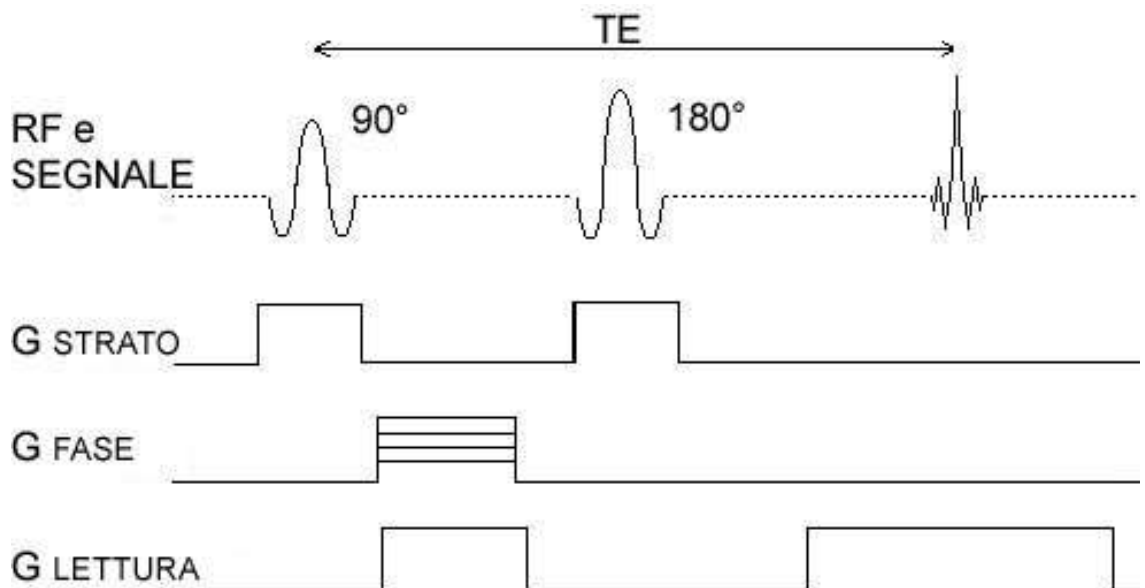 TE
90°
180°
RF e
SEGNALE
G STRATO
G FASE
G LETTURA